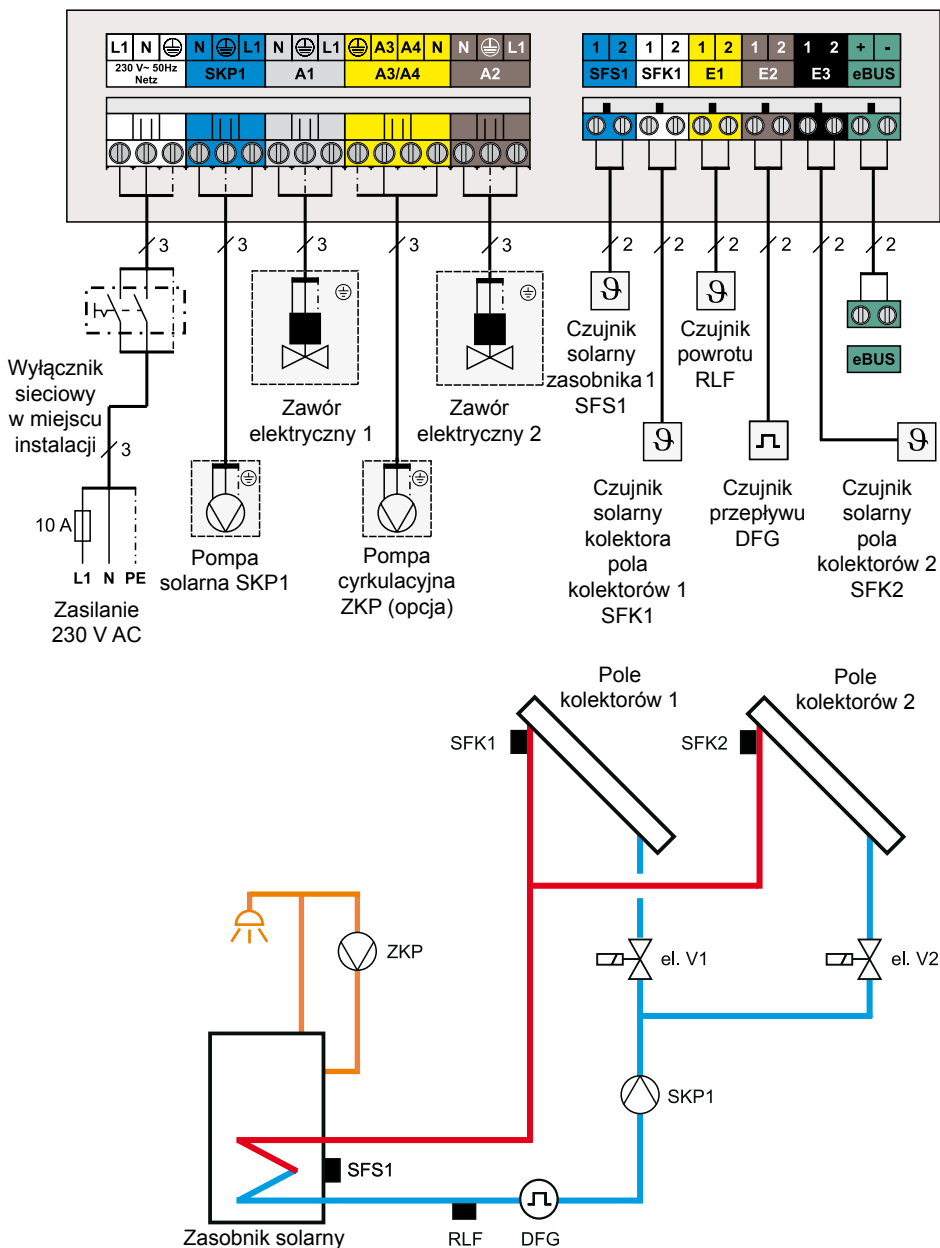 L1 N N L1 N L1 A3 A4 N N L1
230 V~ 50Hz
Netz
SKP1 A1 A3/A4 A2
1 2 1 2 1 2 1 2 1 2 + -
SFS1 SFK1 E1 E2 E3 eBUS
3 3 3 3 3 2 2 2 2 2 2
Wyłącznik
sieciowy
w miejscu
instalacji
3
10 A
L1 N PE
Zasilanie
230 V AC
Pompa
solarna SKP1
Zawór
elektryczny 1
Pompa
cyrkulacyjna
ZKP (opcja)
Zawór
elektryczny 2
ϑ
Czujnik
solarny
zasobnika 1
SFS1
ϑ
Czujnik
solarny
kolektora
pola
kolektorów 1
SFK1
ϑ
Czujnik
powrotu
RLF
Czujnik
przepływu
DFG
ϑ
Czujnik
solarny
pola
kolektorów 2
SFK2
eBUS
Pole
kolektorów 1
Pole
kolektorów 2
SFK1
SFK2
ZKP
el. V1
el. V2
SKP1
SFS1
Zasobnik solarny
RLF
DFG